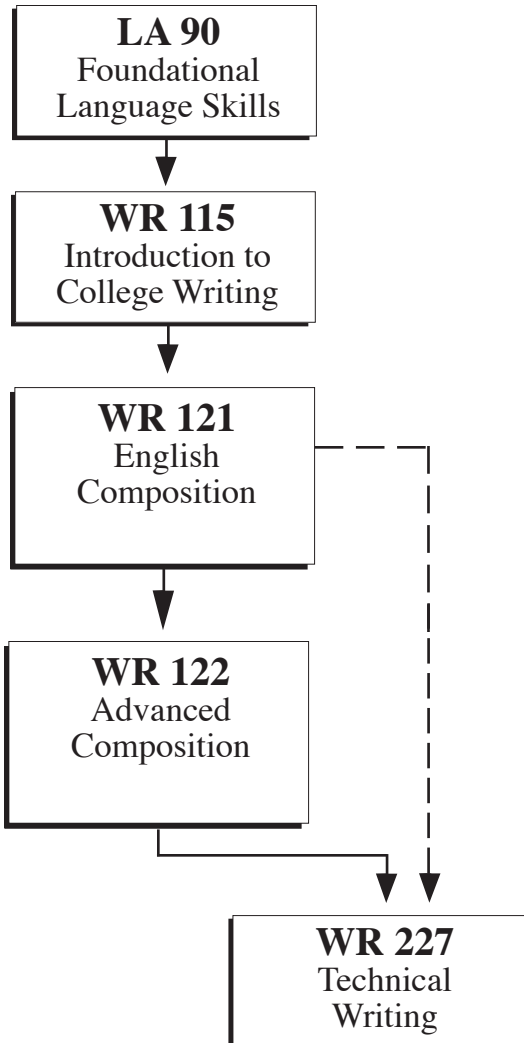 LA 90
Foundational
Language Skills
WR 115
Introduction to
College Writing
WR 121
English
Composition
WR 122
Advanced
Composition
WR 227
Technical
Writing